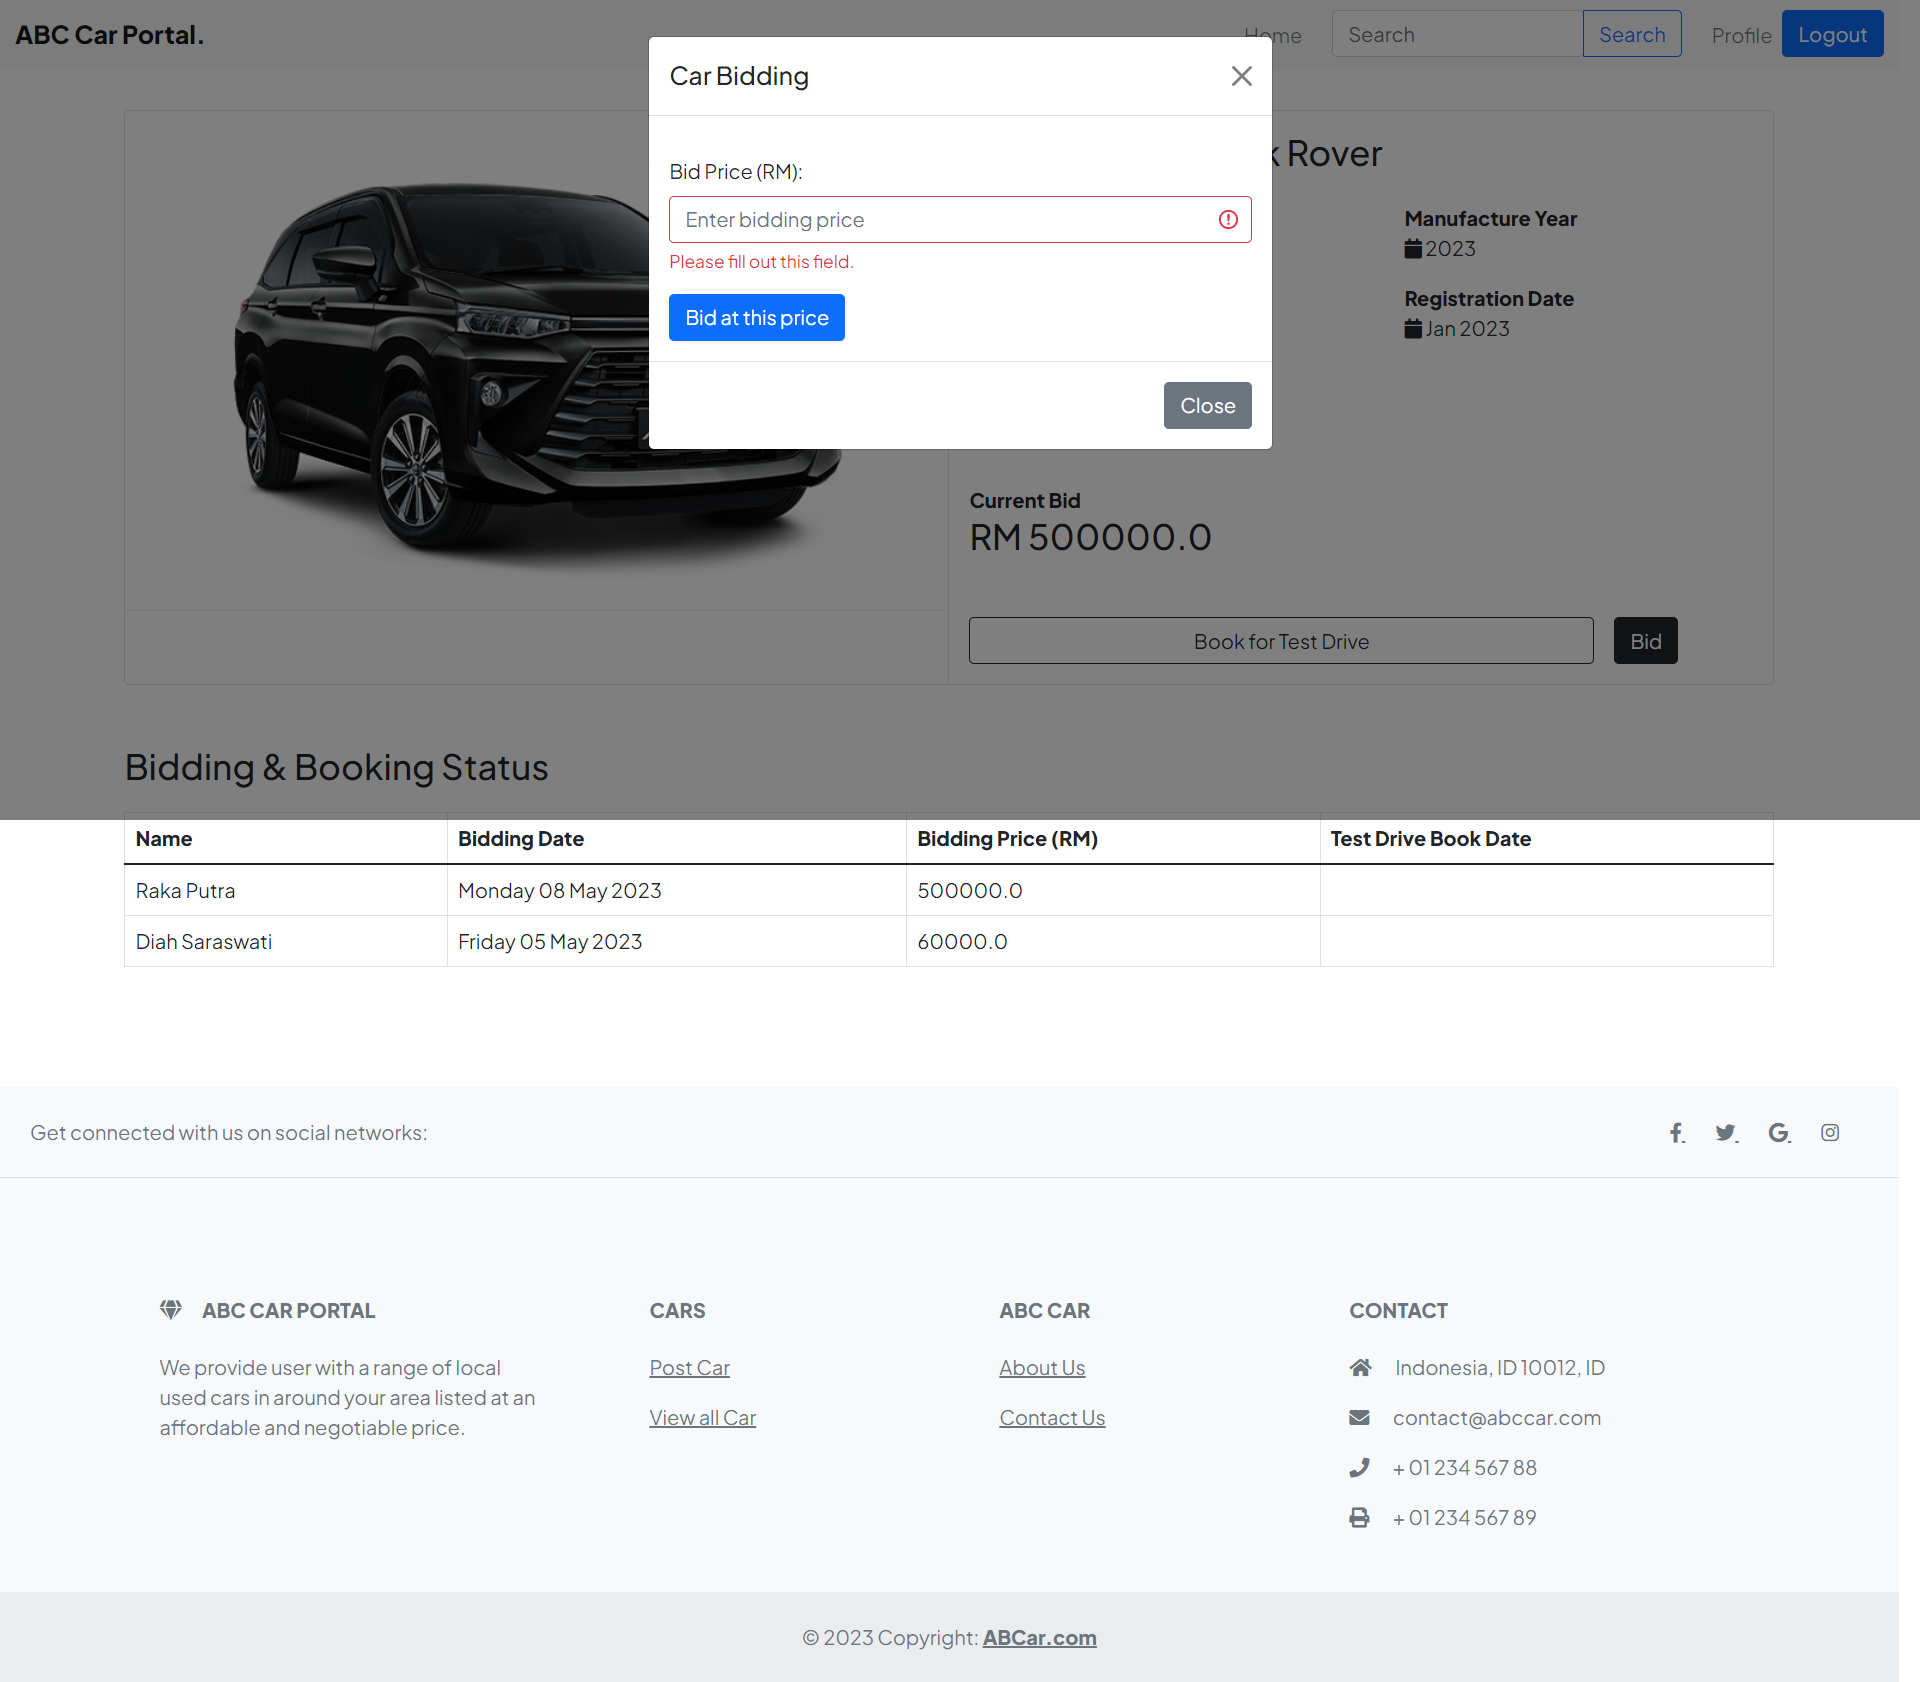 ABC Car Portal.
Home
Search
Search
Profile
Logout
Car Bidding
Bid Price (RM):
Enter bidding price
Please fill out this field.
Bid at this price
Close
Rover
Manufacture Year
2023
Registration Date
Jan 2023
Current Bid
RM 500000.0
Book for Test Drive
Bid
Bidding & Booking Status
Name Bidding Date Bidding Price (RM) Test Drive Book Date
Raka Putra Monday 08 May 2023 500000.0
Diah Saraswati Friday 05 May 2023 60000.0
Get connected with us on social networks:
ABC CAR PORTAL
We provide user with a range of local
used cars in around your area listed at an
affordable and negotiable price.
CARS
Post Car
View all Car
ABC CAR
About Us
Contact Us
CONTACT
Indonesia, ID 10012, ID
contact@abccar.com
+ 01 234 567 88
+ 01 234 567 89
© 2023 Copyright: ABCar.com